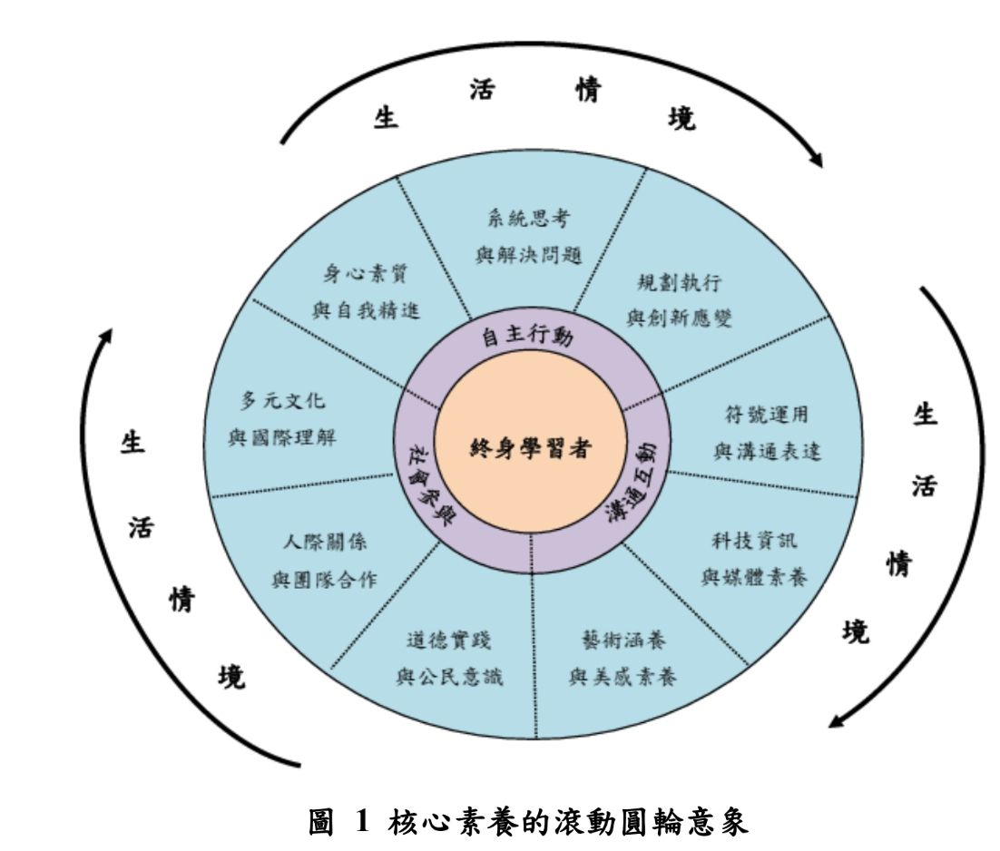 生活情境
系統思考
與解決問題
身心素質
與自我精進
規劃執行
與創新應變
自主行動
多元文化
與國際理解
符號運用
與溝通表達
終身學習者
生活情境
生活情境
社會參與
溝通互動
人際關係
與團隊合作
科技資訊
與媒體素養
道德實踐
與公民意識
藝術涵養
與美感素養
圖 1 核心素養的滾動圓輪意象